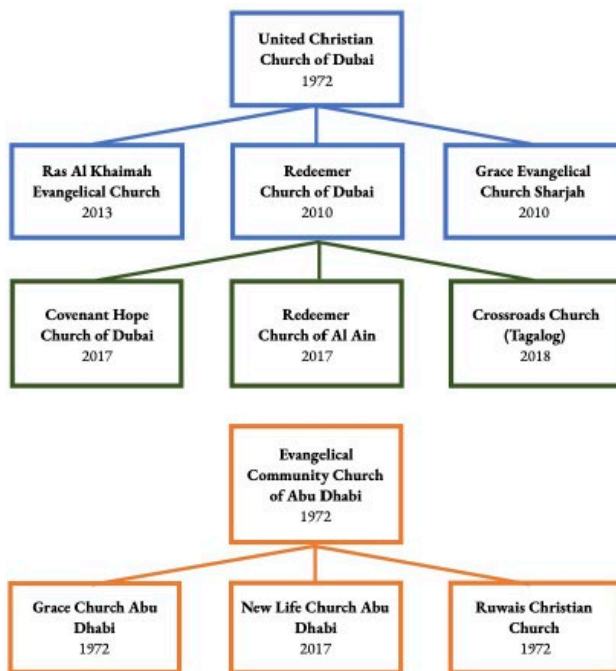 United Christian
Church of Dubai
1972
Ras Al Khaimah
Evangelical Church
2013
Redeemer
Church of Dubai
2010
Grace Evangelical
Church Sharjah
2010
Covenant Hope
Church of Dubai
2017
Redeemer
Church of Al Ain
2017
Crossroads Church
(Tagalog)
2018
Evangelical
Community Church
of Abu Dhabi
1972
Grace Church Abu
Dhabi
1972
New Life Church Abu
Dhabi
2017
Ruwais Christian
Church
1972